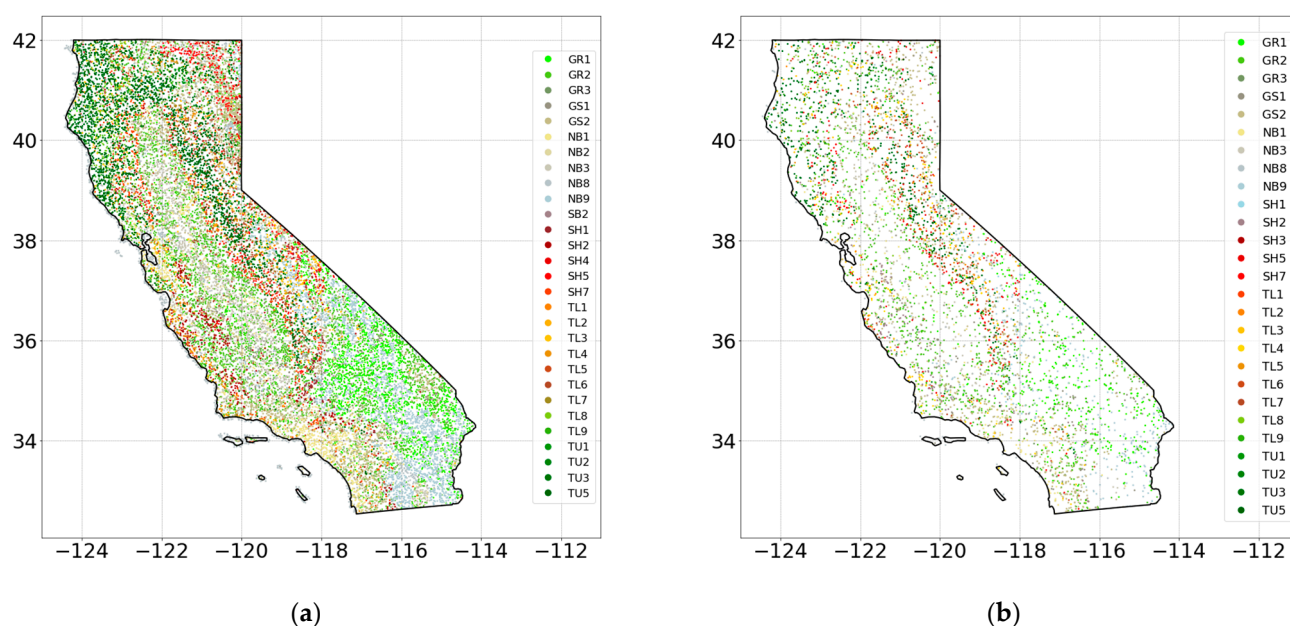 42
40
38
36
34
−124
−122
−120
−118
−116
−114
−112
GR1
GR2
GR3
GS1
GS2
NB1
NB2
NB3
NB8
NB9
SB2
SH1
SH2
SH4
SH5
SH7
TL1
TL2
TL3
TL4
TL5
TL6
TL7
TL8
TL9
TU1
TU2
TU3
TU5
(a)
42
40
38
36
34
−124
−122
−120
−118
−116
−114
−112
GR1
GR2
GR3
GS1
GS2
NB1
NB3
NB8
NB9
SH1
SH2
SH3
SH5
SH7
TL1
TL2
TL3
TL4
TL5
TL6
TL7
TL8
TL9
TU1
TU2
TU3
TU5
(b)